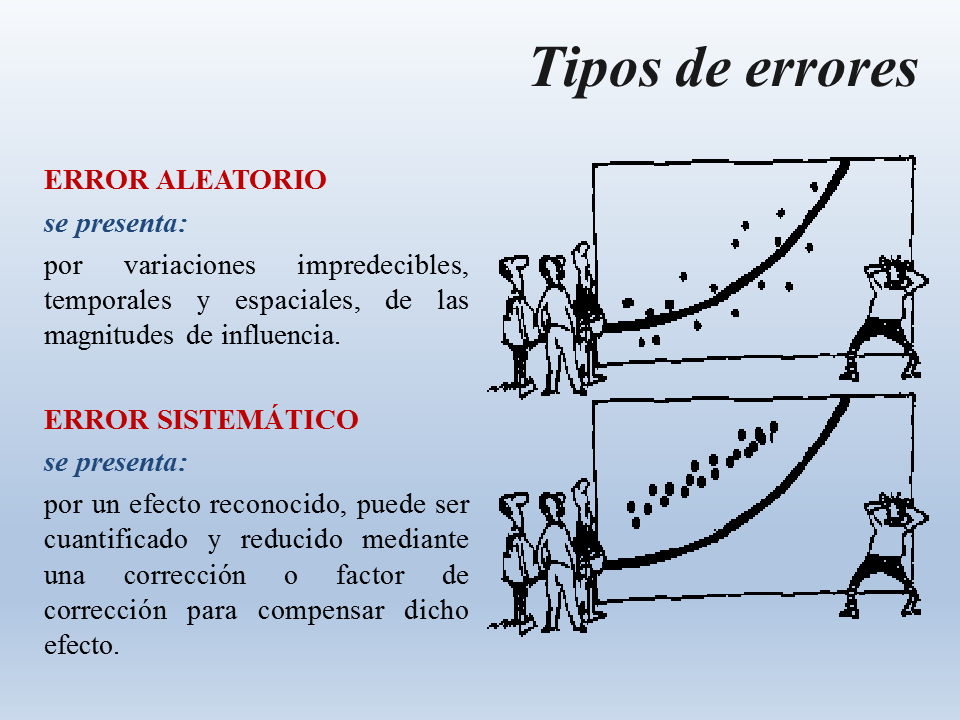 Tipos de errores
ERROR ALEATORIO
se presenta:
por variaciones impredecibles,
temporales y espaciales, de las
magnitudes de influencia.
ERROR SISTEMÁTICO
se presenta:
por un efecto reconocido, puede ser
cuantificado y reducido mediante
una corrección o factor de
corrección para compensar dicho
efecto.